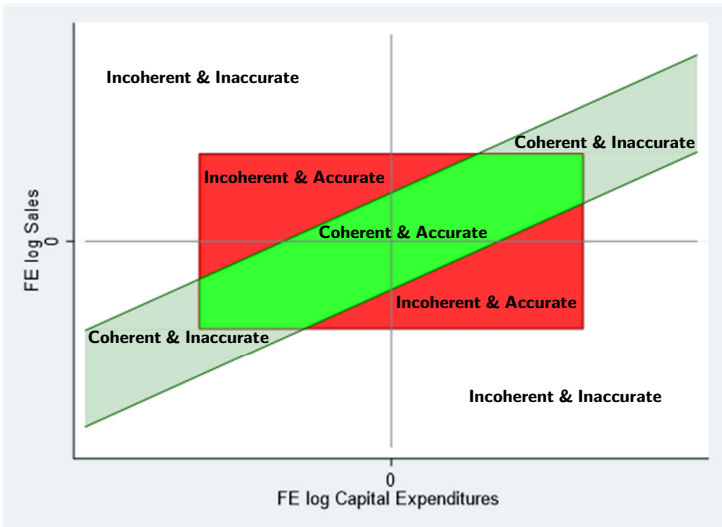 Incoherent & Inaccurate
Coherent & Inaccurate
Incoherent & Accurate
Coherent & Accurate
Incoherent & Accurate
Coherent & Inaccurate
Incoherent & Inaccurate
FE log Sales
0
0
FE log Capital Expenditures